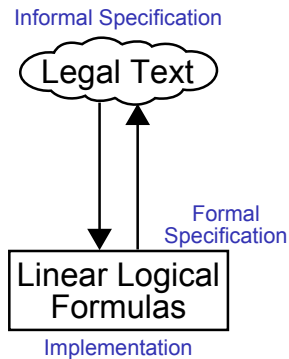 Informal Specification
Legal Text
Formal
Specification
Linear Logical
Formulas
Implementation